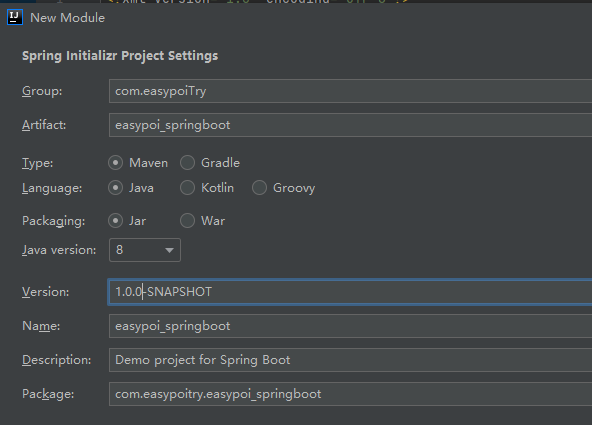 IJ New Module
Spring Initializr Project Settings
Group: com.easypoiTry
Artifact: easypoi_springboot
Type: Maven Gradle
Language: Java Kotlin Groovy
Packaging: Jar War
Java version: 8
Version: 1.0.0-SNAPSHOT
Name: easypoi_springboot
Description: Demo project for Spring Boot
Package: com.easypoitry.easypoi_springboot